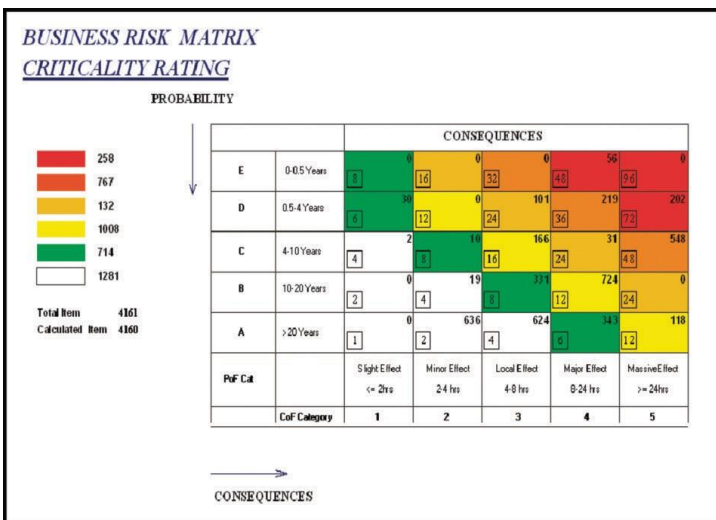 BUSINESS RISK MATRIX
CRITICALITY RATING
PROBABILITY
258
767
132
1008
714
1281
Total Item 4161
Calculated Item 4160
CONSEQUENCES
E 0-0.5 Years 0 8 0 16 0 32 56 48 0 96
D 0.5-4 Years 30 6 0 12 101 24 219 36 202 72
C 4-10 Years 2 4 10 8 166 16 31 24 548 48
B 10-20 Years 0 2 19 4 331 8 724 12 0 24
A >20 Years 0 1 636 2 624 4 343 6 118 12
PoF Cat Slight Effect Minor Effect Local Effect Major Effect Massive Effect
<= 2hrs 2-4 hrs 4-8 hrs 8-24 hrs >= 24hrs
CoF Category 1 2 3 4 5
CONSEQUENCES